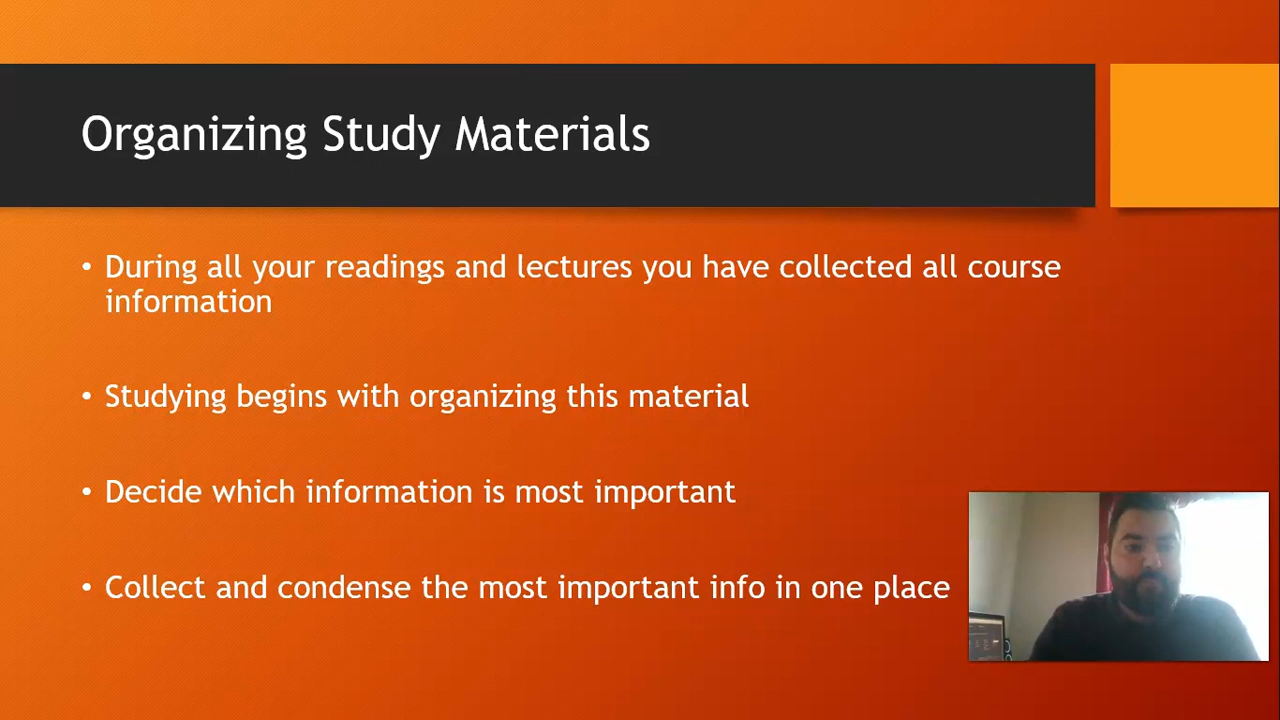 Organizing Study Materials
• During all your readings and lectures you have collected all course
information
• Studying begins with organizing this material
• Decide which information is most important
• Collect and condense the most important info in one place